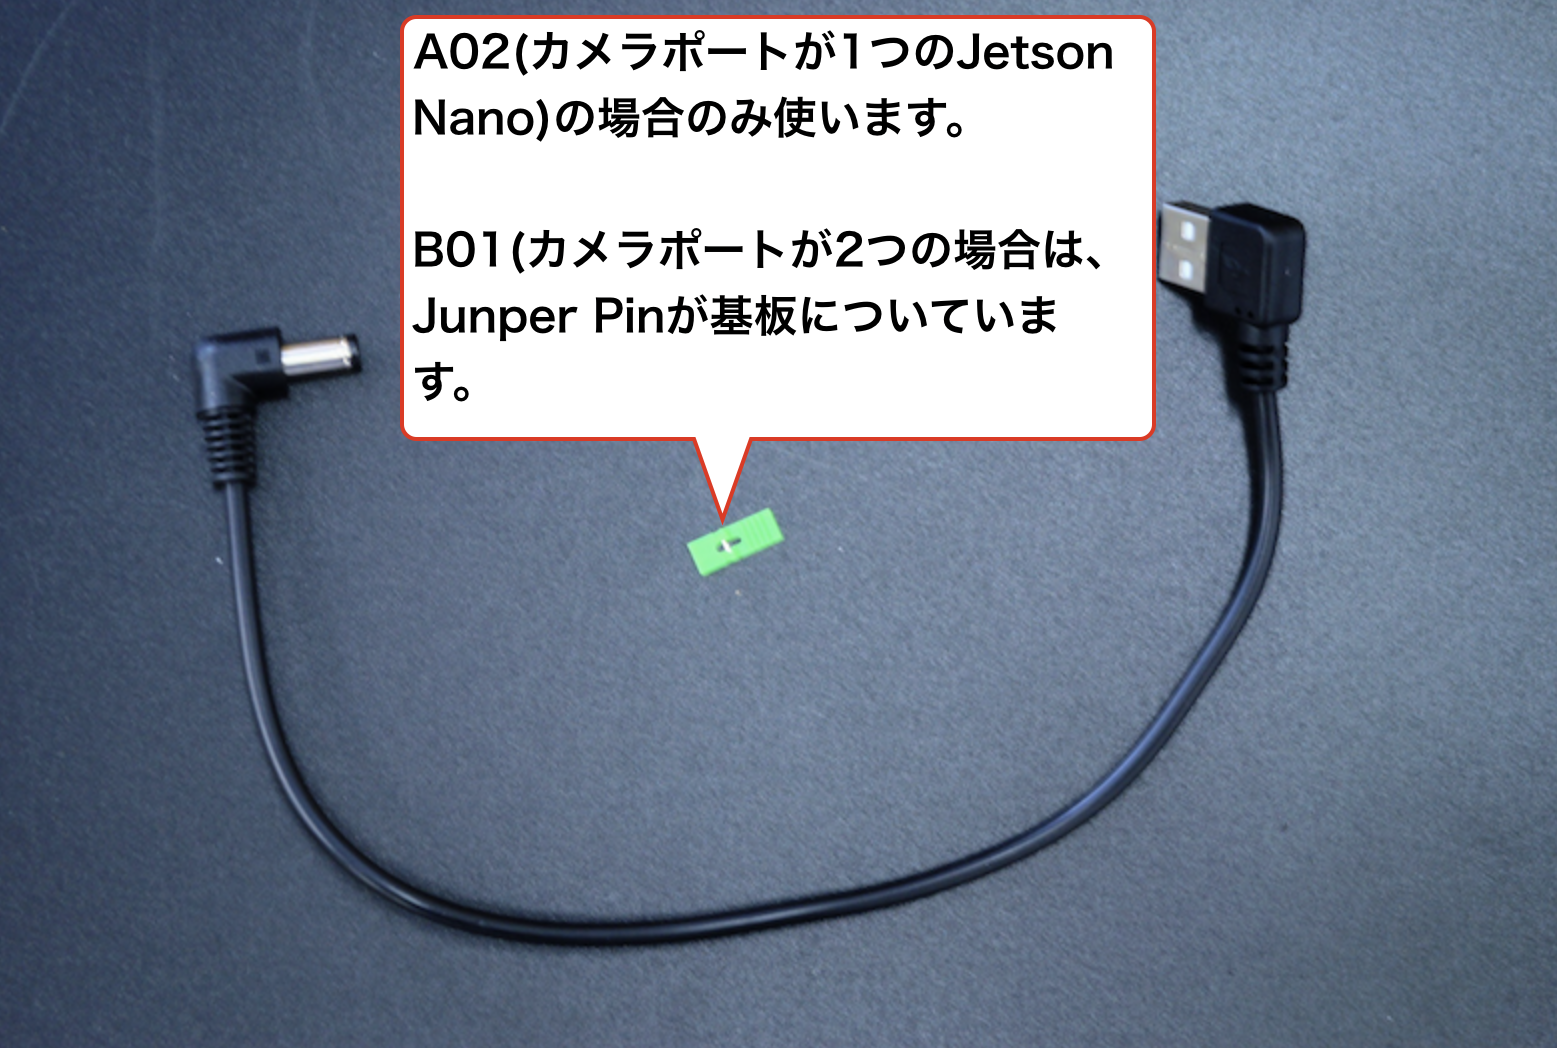 A02(カメラポートが1つのJetson
Nano)の場合のみ使います。
B01(カメラポートが2つの場合は、
Junper Pinが基板についていま
す。